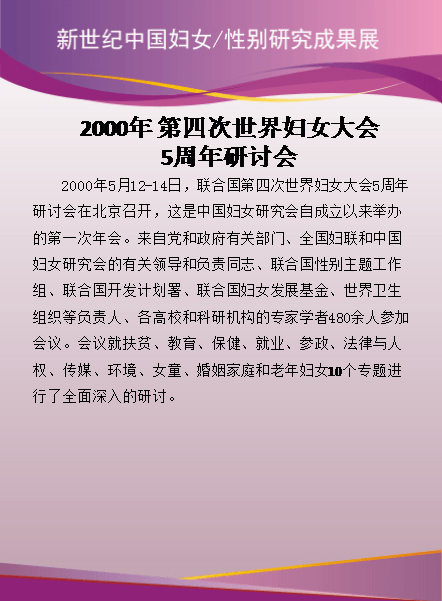 新世纪中国妇女/性别研究成果展
2000年 第四次世界妇女大会
5周年研讨会
2000年5月12-14日，联合国第四次世界妇女大会5周年
研讨会在北京召开，这是中国妇女研究会自成立以来举办
的第一次年会。来自党和政府有关部门、全国妇联和中国
妇女研究会的有关领导和负责同志、联合国性别主题工作
组、联合国开发计划署、联合国妇女发展基金、世界卫生
组织等负责人、各高校和科研机构的专家学者480余人参加
会议。会议就扶贫、教育、保健、就业、参政、法律与人
权、传媒、环境、女童、婚姻家庭和老年妇女10个专题进
行了全面深入的研讨。